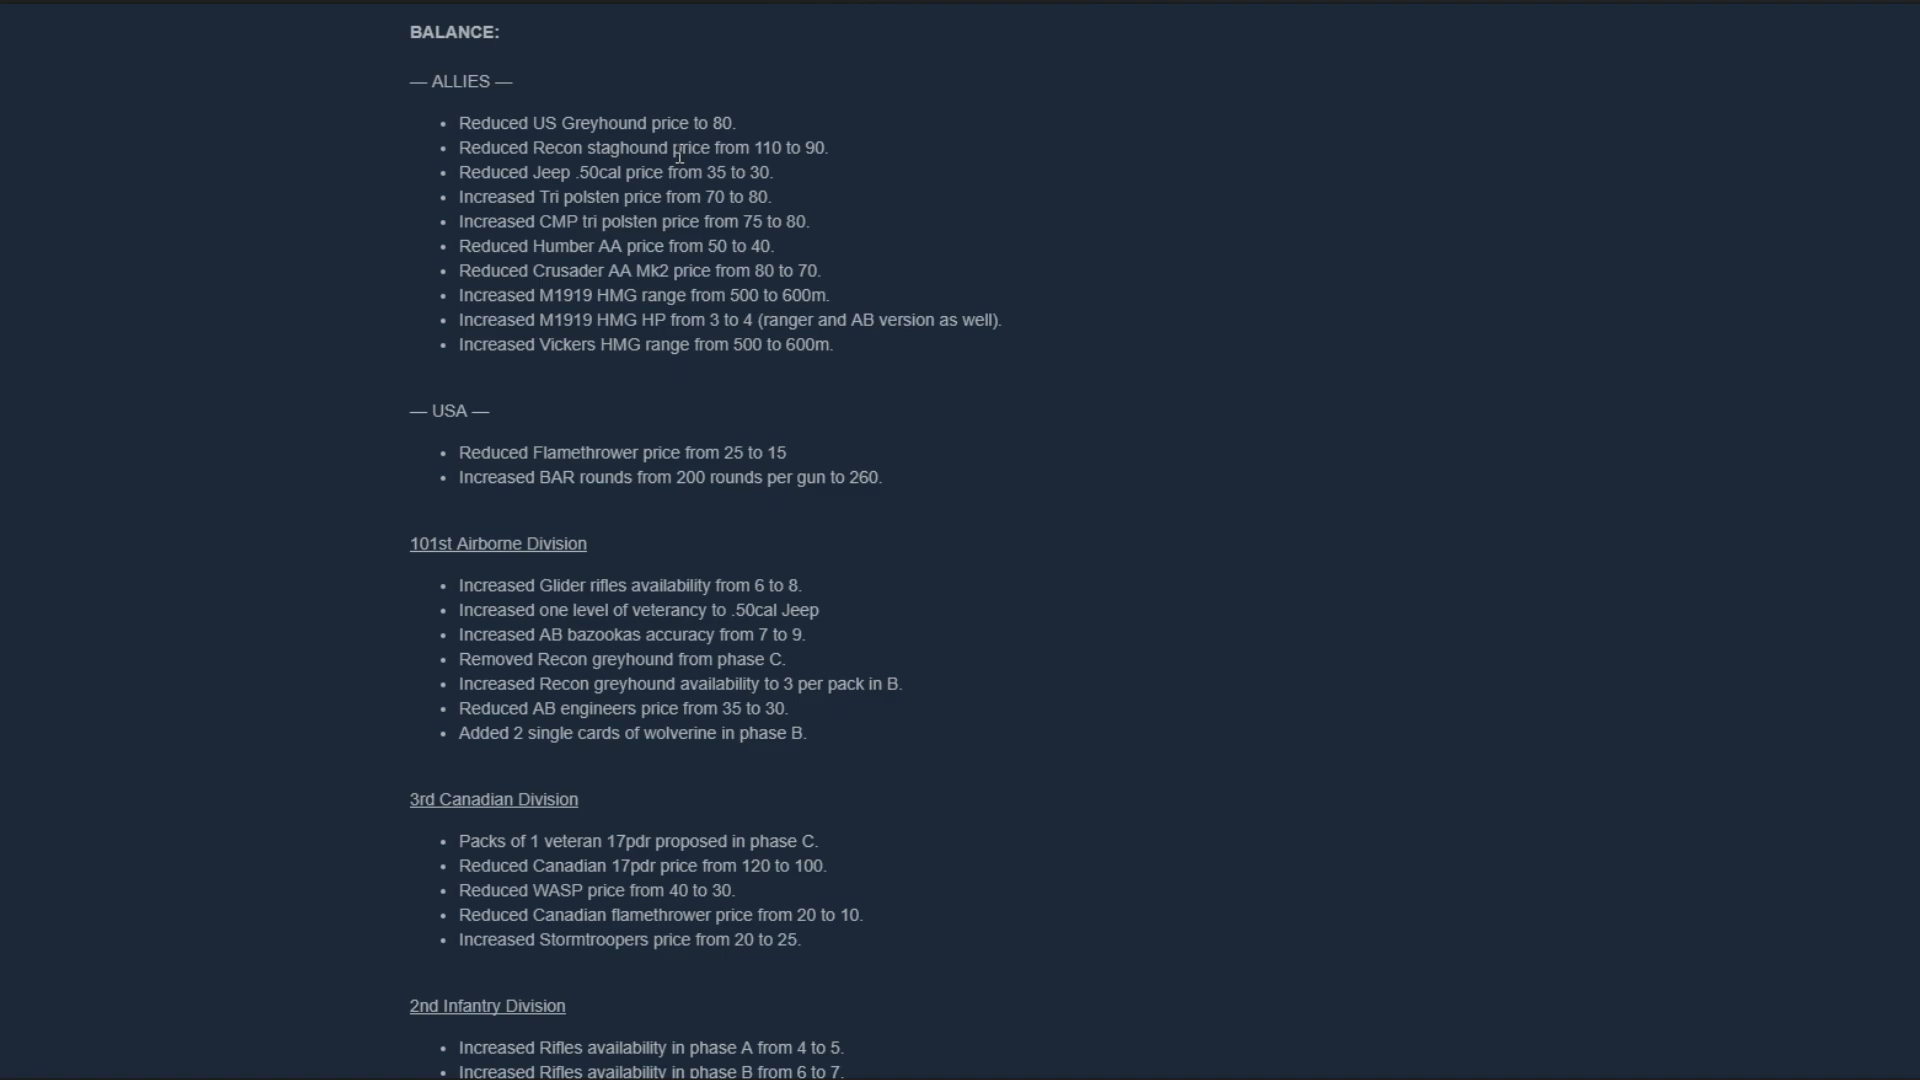 BALANCE:
— ALLIES —
• Reduced US Greyhound price to 80.
• Reduced Recon staghound price from 110 to 90.
• Reduced Jeep .50cal price from 35 to 30.
• Increased Tri polsten price from 70 to 80.
• Increased CMP tri polsten price from 75 to 80.
• Reduced Humber AA price from 50 to 40.
• Reduced Crusader AA Mk2 price from 80 to 70.
• Increased M1919 HMG range from 500 to 600m.
• Increased M1919 HMG HP from 3 to 4 (ranger and AB version as well).
• Increased Vickers HMG range from 500 to 600m.
— USA —
• Reduced Flamethrower price from 25 to 15
• Increased BAR rounds from 200 rounds per gun to 260.
101st Airborne Division
• Increased Glider rifles availability from 6 to 8.
• Increased one level of veterancy to .50cal Jeep
• Increased AB bazookas accuracy from 7 to 9.
• Removed Recon greyhound from phase C.
• Increased Recon greyhound availability to 3 per pack in B.
• Reduced AB engineers price from 35 to 30.
• Added 2 single cards of wolverine in phase B.
3rd Canadian Division
• Packs of 1 veteran 17pdr proposed in phase C.
• Reduced Canadian 17pdr price from 120 to 100.
• Reduced WASP price from 40 to 30.
• Reduced Canadian flamethrower price from 20 to 10.
• Increased Stormtroopers price from 20 to 25.
2nd Infantry Division
• Increased Rifles availability in phase A from 4 to 5.
• Increased Rifles availability in phase B from 6 to 7.